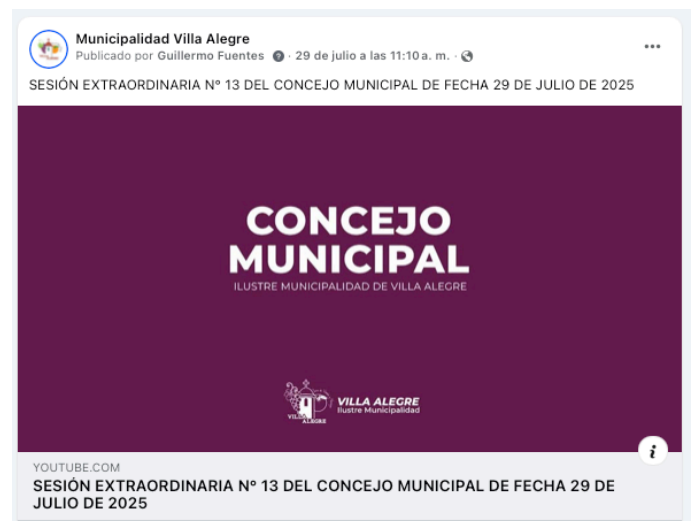 Municipalidad Villa Alegre
Publicado por Guillermo Fuentes · 29 de julio a las 11:10 a. m. ·
SESIÓN EXTRAORDINARIA Nº 13 DEL CONCEJO MUNICIPAL DE FECHA 29 DE JULIO DE 2025
CONCEJO
MUNICIPAL
ILUSTRE MUNICIPALIDAD DE VILLA ALEGRE
VILLA
ALEGRE
VILLA ALEGRE
Ilustre Municipalidad
YOUTUBE.COM
SESIÓN EXTRAORDINARIA Nº 13 DEL CONCEJO MUNICIPAL DE FECHA 29 DE
JULIO DE 2025